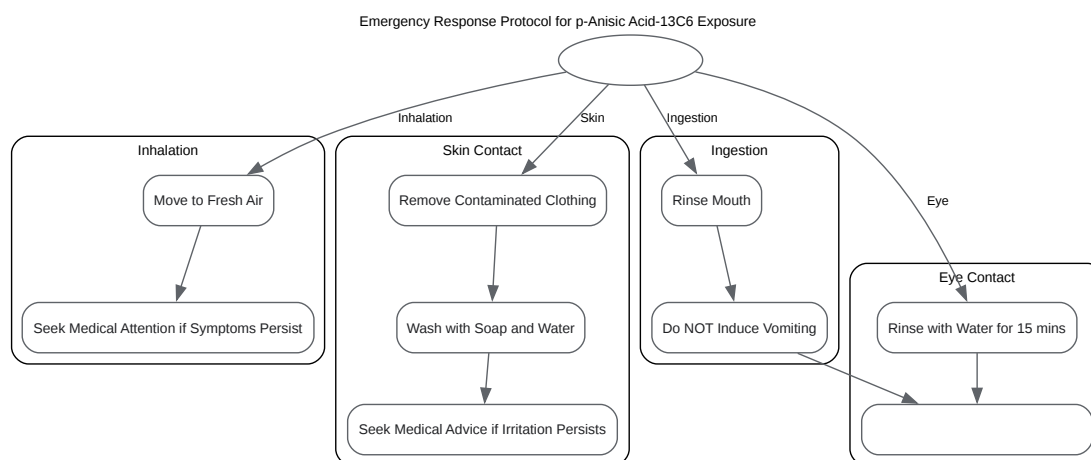 Emergency Response Protocol for p-Anisic Acid-13C6 Exposure
Inhalation
Skin
Ingestion
Eye
Inhalation
Move to Fresh Air
Seek Medical Attention if Symptoms Persist
Skin Contact
Remove Contaminated Clothing
Wash with Soap and Water
Seek Medical Advice if Irritation Persists
Ingestion
Rinse Mouth
Do NOT Induce Vomiting
Eye Contact
Rinse with Water for 15 mins